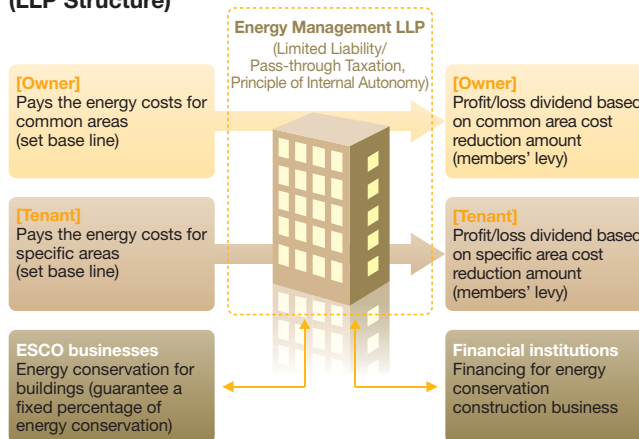 (LLP Structure)
Energy Management LLP
(Limited Liability/
Pass-through Taxation,
Principle of Internal Autonomy)
[Owner]
Pays the energy costs for
common areas
(set base line)
[Owner]
Profit/loss dividend based
on common area cost
reduction amount
(members' levy)
[Tenant]
Pays the energy costs for
specific areas
(set base line)
[Tenant]
Profit/loss dividend based
on specific area cost
reduction amount
(members' levy)
ESCO businesses
Energy conservation for
buildings (guarantee a
fixed percentage of
energy conservation)
Financial institutions
Financing for energy
conservation
construction business